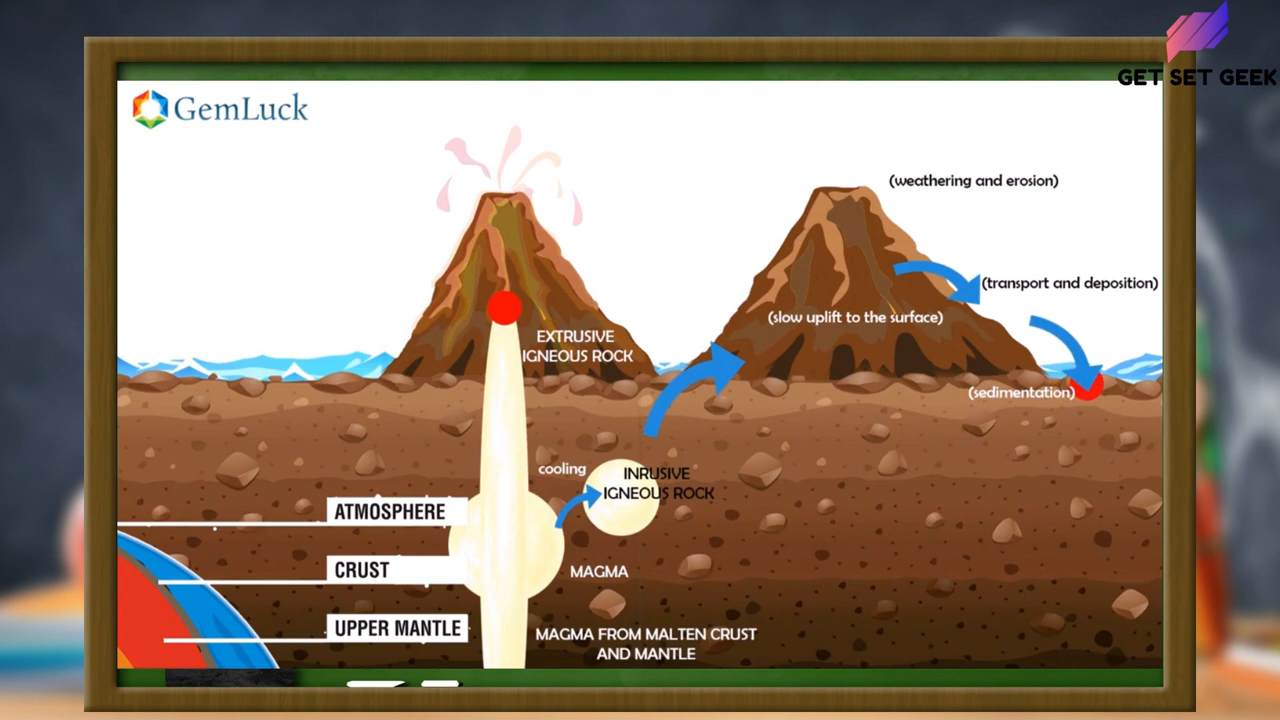 GET SET GEEK
GemLuck
(weathering and erosion)
(transport and deposition)
(slow uplift to the surface)
EXTRUSIVE
IGNEOUS ROCK
(sedimentation)
cooling
INRUSIVE
IGNEOUS ROCK
ATMOSPHERE
CRUST
MAGMA
UPPER MANTLE
MAGMA FROM MALTEN CRUST
AND MANTLE